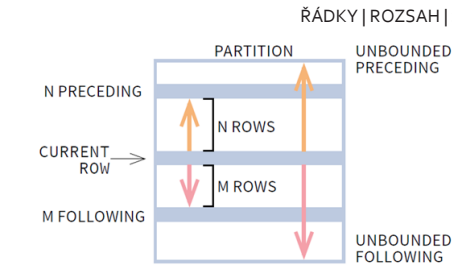 ŘÁDKY | ROZSAH |
PARTITION
UNBOUNDED
PRECEDING
N PRECEDING
N ROWS
CURRENT
ROW
M ROWS
M FOLLOWING
UNBOUNDED
FOLLOWING